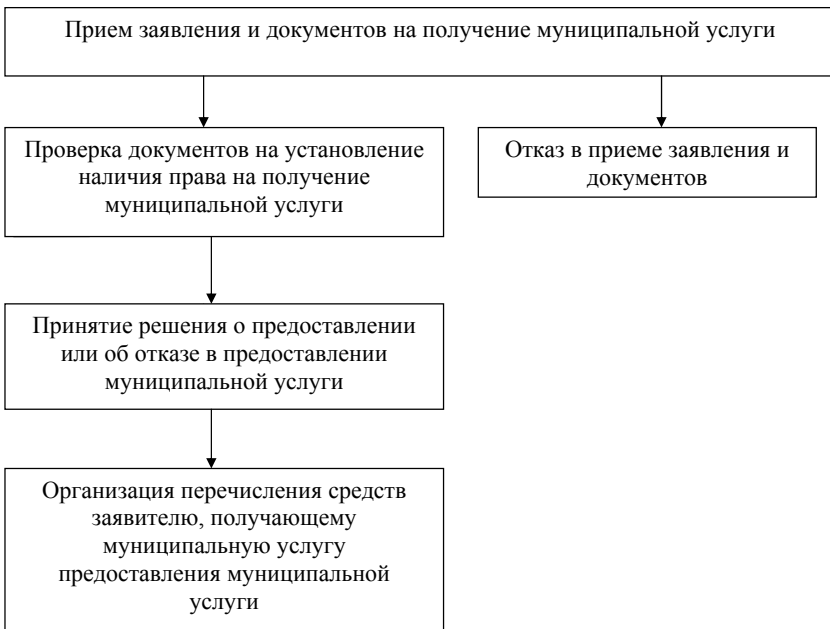 Прием заявления и документов на получение муниципальной услуги
Проверка документов на установление
наличия права на получение
муниципальной услуги
Отказ в приеме заявления и
документов
Принятие решения о предоставлении
или об отказе в предоставлении
муниципальной услуги
Организация перечисления средств
заявителю, получающему
муниципальную услугу
предоставления муниципальной
услуги